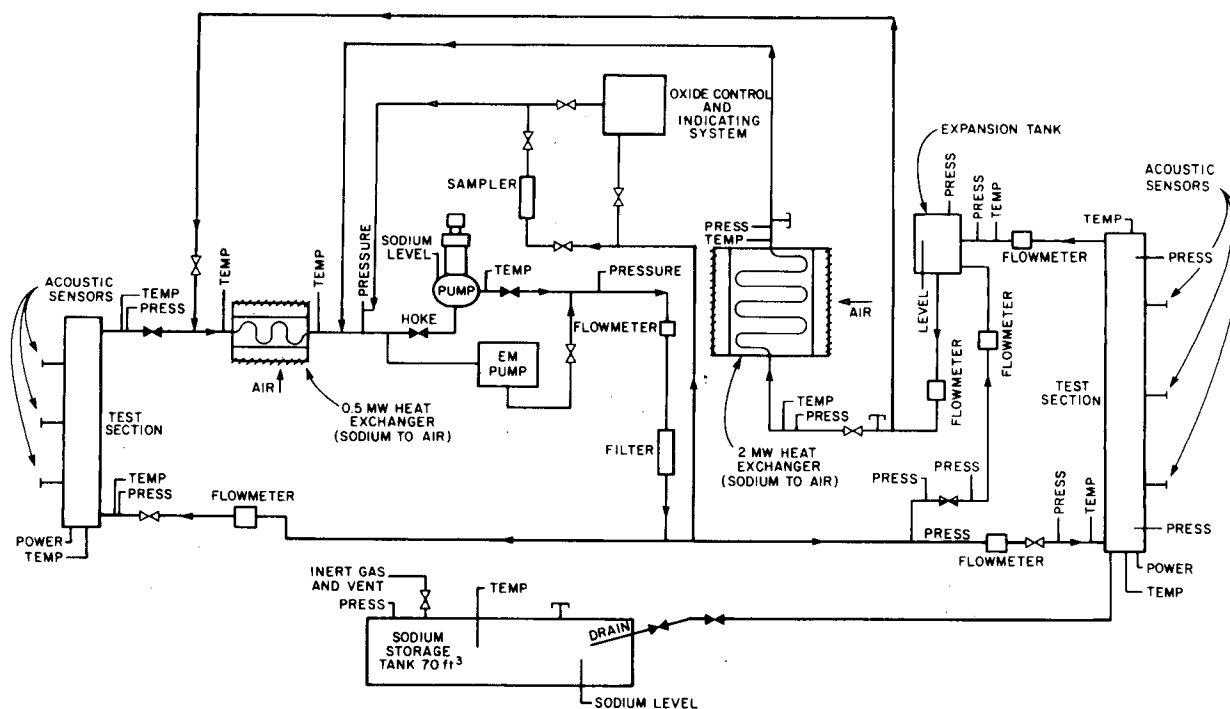 OXIDE CONTROL
AND
INDICATING
SYSTEM
EXPANSION TANK
ACOUSTIC
SENSORS
PRESS
PRESS
TEMP
TEMP
PRESS
FLOWMETER
SAMPLER
SODIUM
LEVEL
PUMP
TEMP
PRESSURE
PRESS
TEMP
AIR
LEVEL
FLOWMETER
FLOWMETER
ACOUSTIC
SENSORS
TEMP
PRESS
TEMP
TEMP
PRESSURE
HOKE
FLOWMETER
EM
PUMP
AIR
0.5 MW HEAT
EXCHANGER
(SODIUM TO AIR)
TEST
SECTION
TEMP
PRESS
TEST
SECTION
FILTER
2 MW HEAT
EXCHANGER
(SODIUM TO AIR)
PRESS
PRESS
TEMP
PRESS
FLOWMETER
PRESS
TEMP
PRESS
PRESS
FLOWMETER
POWER
TEMP
POWER
TEMP
INERT GAS
AND VENT
PRESS
TEMP
DRAIN
SODIUM
STORAGE
TANK 70 ft³
SODIUM LEVEL